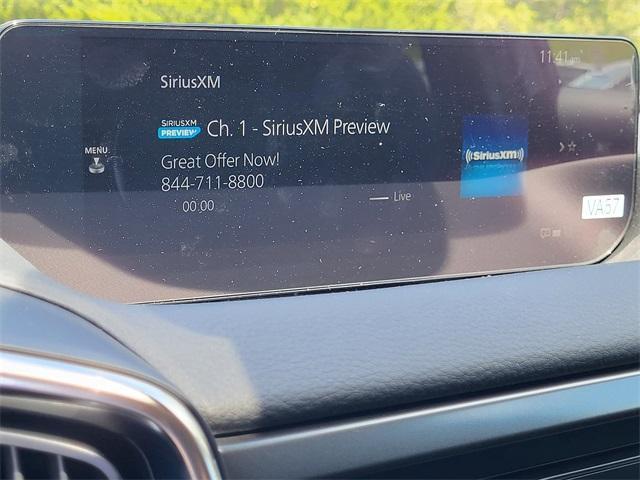 11:41 am
SiriusXM
SIRIUSXM
PREVIEW
Ch. 1 - SiriusXM Preview
MENU
Great Offer Now!
844-711-8800
00:00
Live
((SiriusXM))
VA57